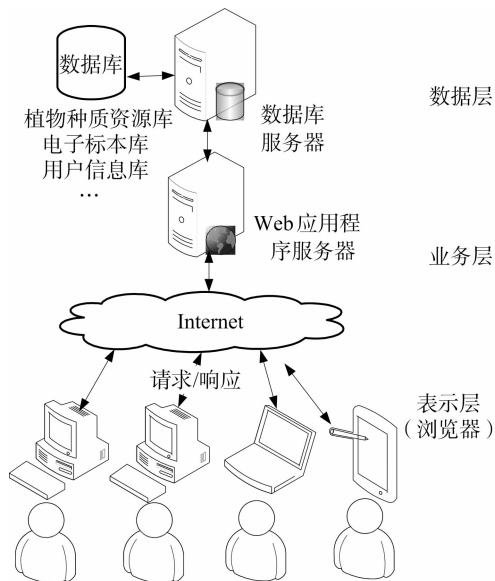 数据库
植物种质资源库
电子标本库
用户信息库
…
数据库
服务器
数据层
Web应用程
序服务器
业务层
Internet
请求/响应
表示层
（浏览器）